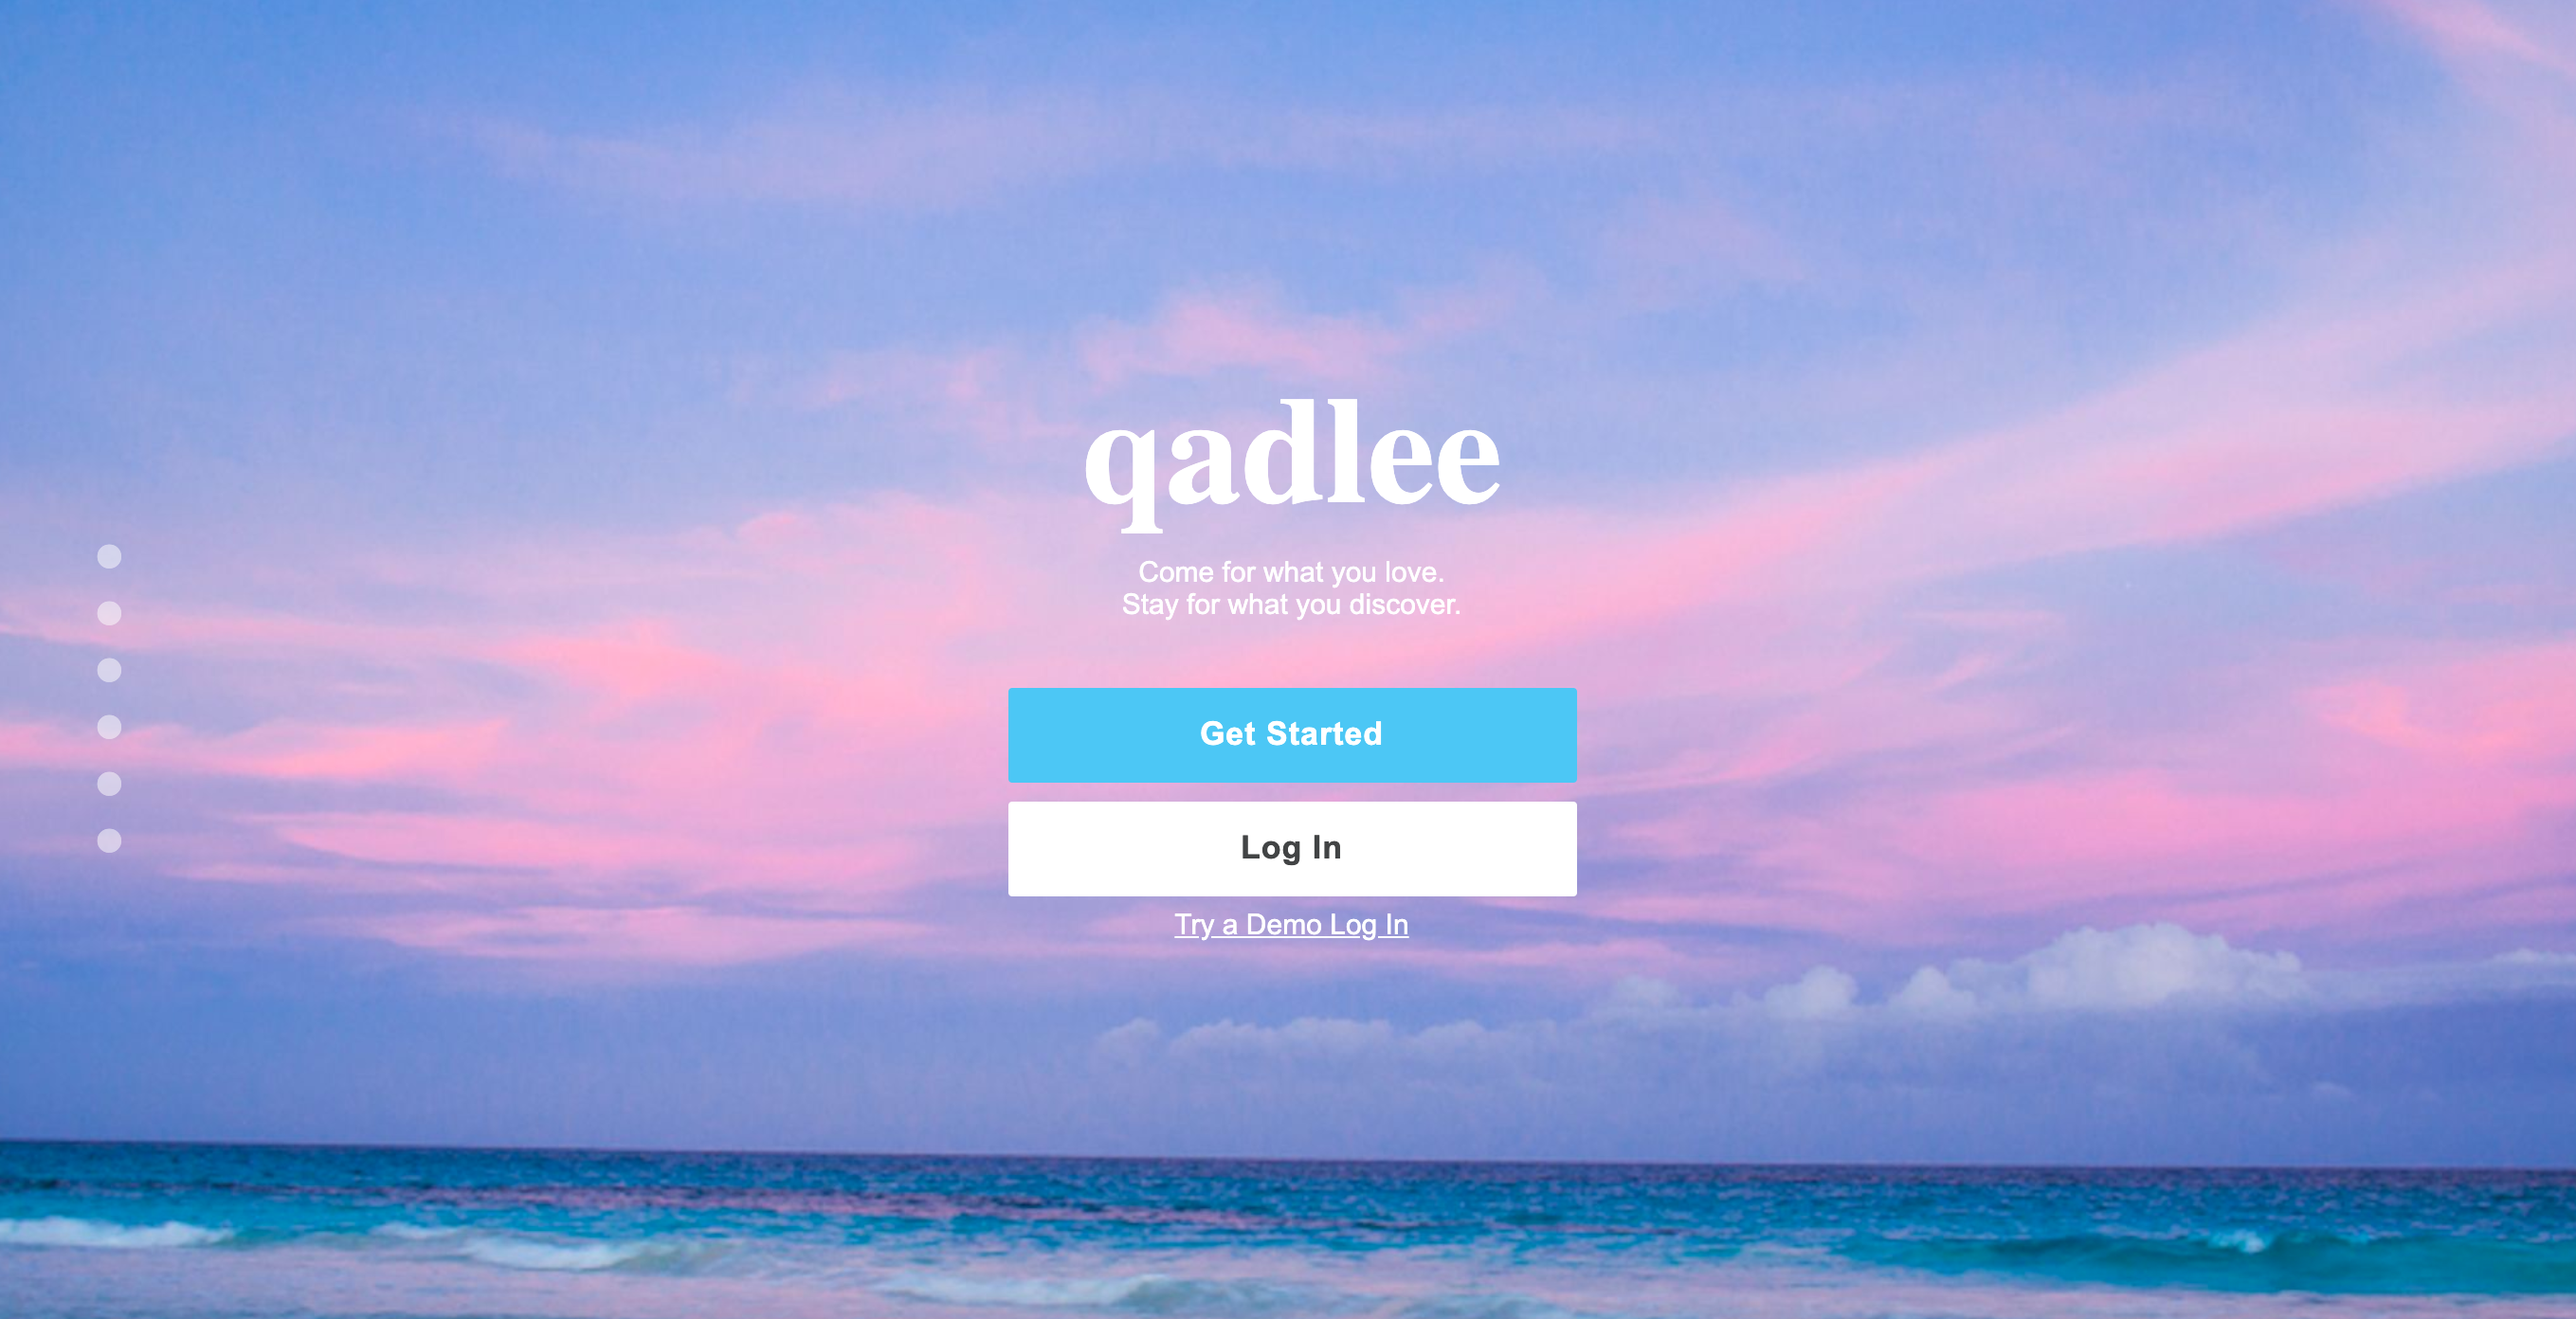 qadlee
Come for what you love.
Stay for what you discover.
Get Started
Log In
Try a Demo Log In